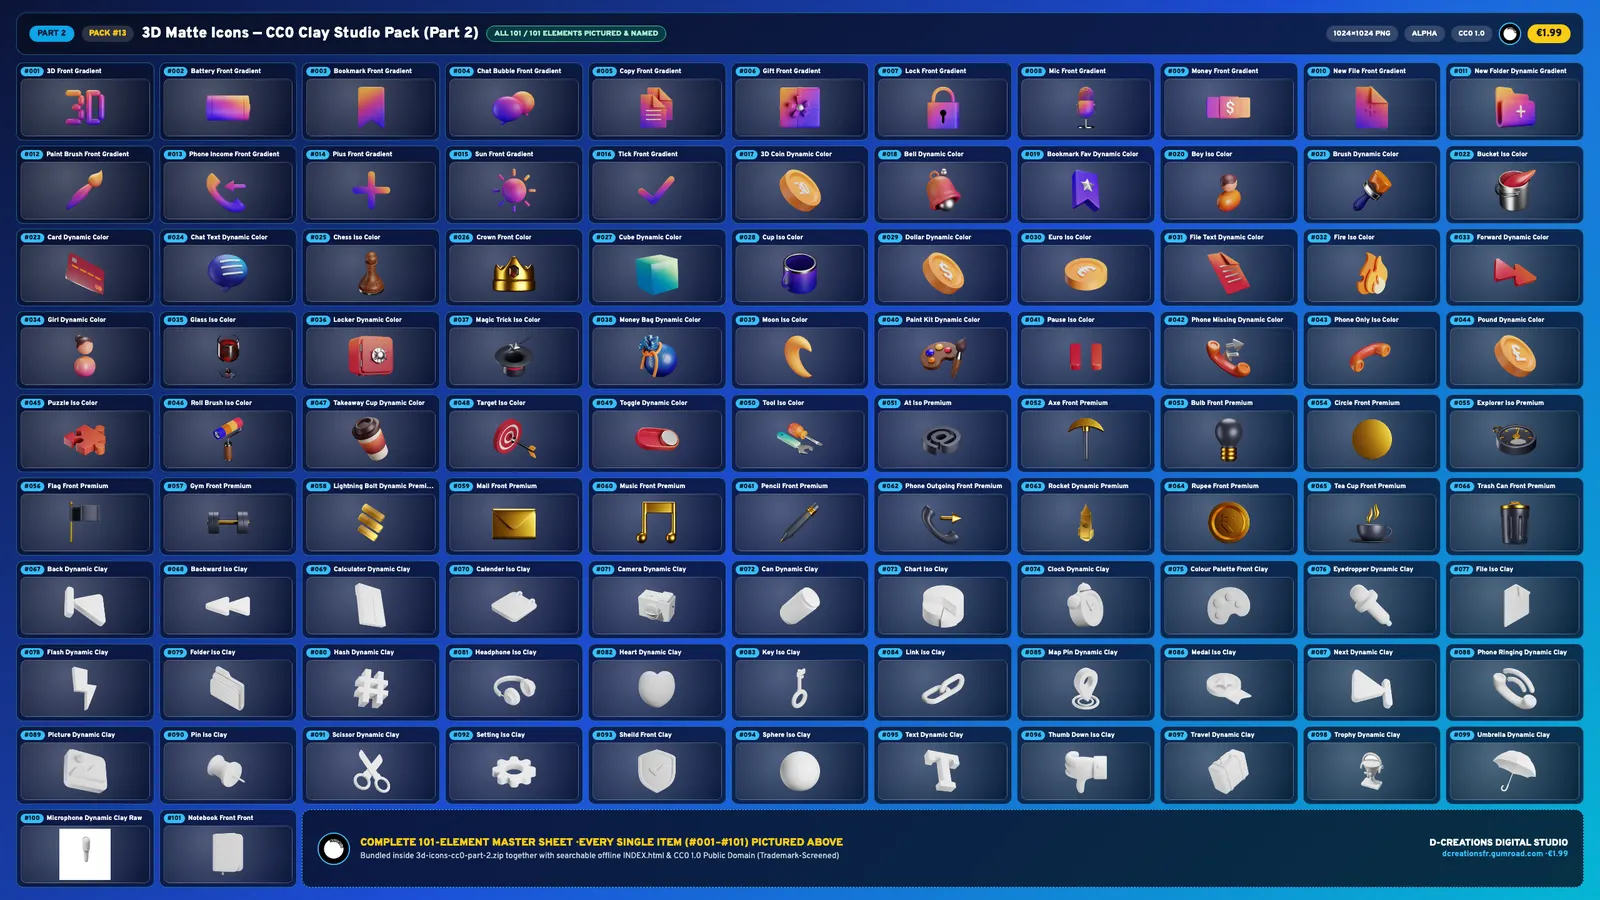 PART 2 PACK #13 3D Matte Icons – CC0 Clay Studio Pack (Part 2) ALL 101 / 101 ELEMENTS PICTURED & NAMED 1024×1024 PNG ALPHA CC0 1.0 €1.99
#001 3D Front Gradient
#002 Battery Front Gradient
#003 Bookmark Front Gradient
#004 Chat Bubble Front Gradient
#005 Copy Front Gradient
#006 Gift Front Gradient
#007 Lock Front Gradient
#008 Mic Front Gradient
#009 Money Front Gradient
#010 New File Front Gradient
#011 New Folder Dynamic Gradient
#012 Paint Brush Front Gradient
#013 Phone Income Front Gradient
#014 Plus Front Gradient
#015 Sun Front Gradient
#016 Tick Front Gradient
#017 3D Coin Dynamic Color
#018 Bell Dynamic Color
#019 Bookmark Fav Dynamic Color
#020 Boy Iso Color
#021 Brush Dynamic Color
#022 Bucket Iso Color
#023 Card Dynamic Color
#024 Chat Text Dynamic Color
#025 Chess Iso Color
#026 Crown Front Color
#027 Cube Dynamic Color
#028 Cup Iso Color
#029 Dollar Dynamic Color
#030 Euro Iso Color
#031 File Text Dynamic Color
#032 Fire Iso Color
#033 Forward Dynamic Color
#034 Girl Dynamic Color
#035 Glass Iso Color
#036 Locker Dynamic Color
#037 Magic Trick Iso Color
#038 Money Bag Dynamic Color
#039 Moon Iso Color
#040 Paint Kit Dynamic Color
#041 Pause Iso Color
#042 Phone Missing Dynamic Color
#043 Phone Only Iso Color
#044 Pound Dynamic Color
#045 Puzzle Iso Color
#046 Roll Brush Iso Color
#047 Takeaway Cup Dynamic Color
#048 Target Iso Color
#049 Toggle Dynamic Color
#050 Tool Iso Color
#051 At Iso Premium
#052 Axe Front Premium
#053 Bulb Front Premium
#054 Circle Front Premium
#055 Explorer Iso Premium
#056 Flag Front Premium
#057 Gym Front Premium
#058 Lightning Bolt Dynamic Premi...
#059 Mail Front Premium
#060 Music Front Premium
#061 Pencil Front Premium
#062 Phone Outgoing Front Premium
#063 Rocket Dynamic Premium
#064 Rupee Front Premium
#065 Tea Cup Front Premium
#066 Trash Can Front Premium
#067 Back Dynamic Clay
#068 Backward Iso Clay
#069 Calculator Dynamic Clay
#070 Calender Iso Clay
#071 Camera Dynamic Clay
#072 Can Dynamic Clay
#073 Chart Iso Clay
#074 Clock Dynamic Clay
#075 Colour Palette Front Clay
#076 Eyedropper Dynamic Clay
#077 File Iso Clay
#078 Flash Dynamic Clay
#079 Folder Iso Clay
#080 Hash Dynamic Clay
#081 Headphone Iso Clay
#082 Heart Dynamic Clay
#083 Key Iso Clay
#084 Link Iso Clay
#085 Map Pin Dynamic Clay
#086 Medal Iso Clay
#087 Next Dynamic Clay
#088 Phone Ringing Dynamic Clay
#089 Picture Dynamic Clay
#090 Pin Iso Clay
#091 Scissor Dynamic Clay
#092 Setting Iso Clay
#093 Sheild Front Clay
#094 Sphere Iso Clay
#095 Text Dynamic Clay
#096 Thumb Down Iso Clay
#097 Travel Dynamic Clay
#098 Trophy Dynamic Clay
#099 Umbrella Dynamic Clay
#100 Microphone Dynamic Clay Raw
#101 Notebook Front Front
COMPLETE 101-ELEMENT MASTER SHEET · EVERY SINGLE ITEM (#001–#101) PICTURED ABOVE
Bundled inside 3d-icons-cc0-part-2.zip together with searchable offline INDEX.html & CC0 1.0 Public Domain (Trademark-Screened)
D-CREATIONS DIGITAL STUDIO
dcreationsfr.gumroad.com · €1.99